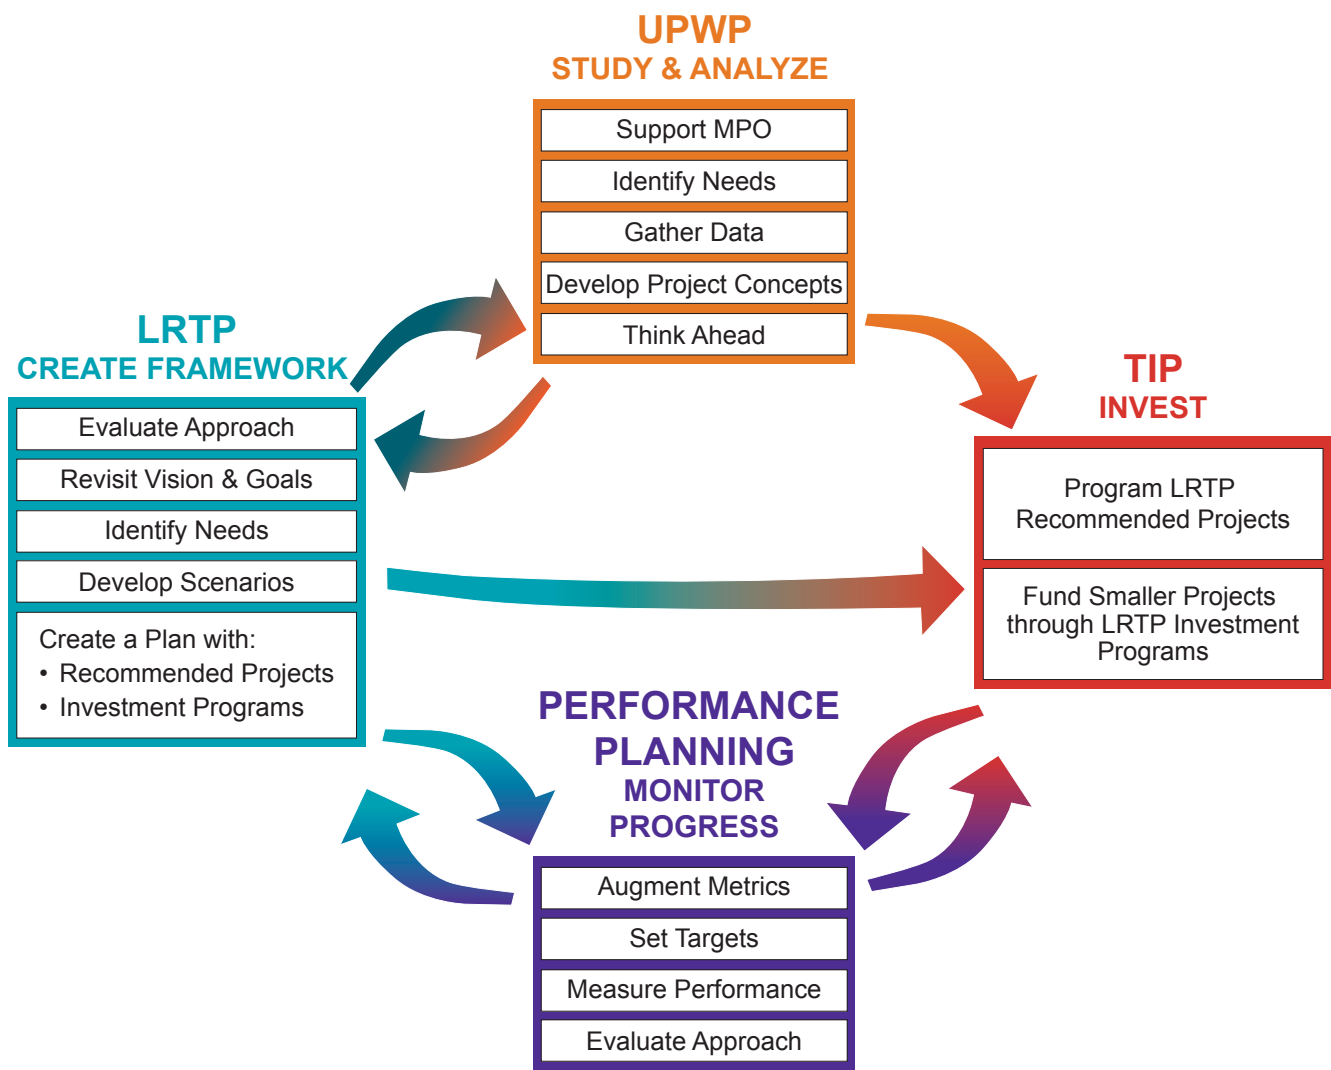 UPWP
STUDY & ANALYZE
Support MPO
Identify Needs
Gather Data
Develop Project Concepts
Think Ahead
LRTP
CREATE FRAMEWORK
Evaluate Approach
Revisit Vision & Goals
Identify Needs
Develop Scenarios
Create a Plan with:
• Recommended Projects
• Investment Programs
TIP
INVEST
Program LRTP
Recommended Projects
Fund Smaller Projects
through LRTP Investment
Programs
PERFORMANCE
PLANNING
MONITOR
PROGRESS
Augment Metrics
Set Targets
Measure Performance
Evaluate Approach